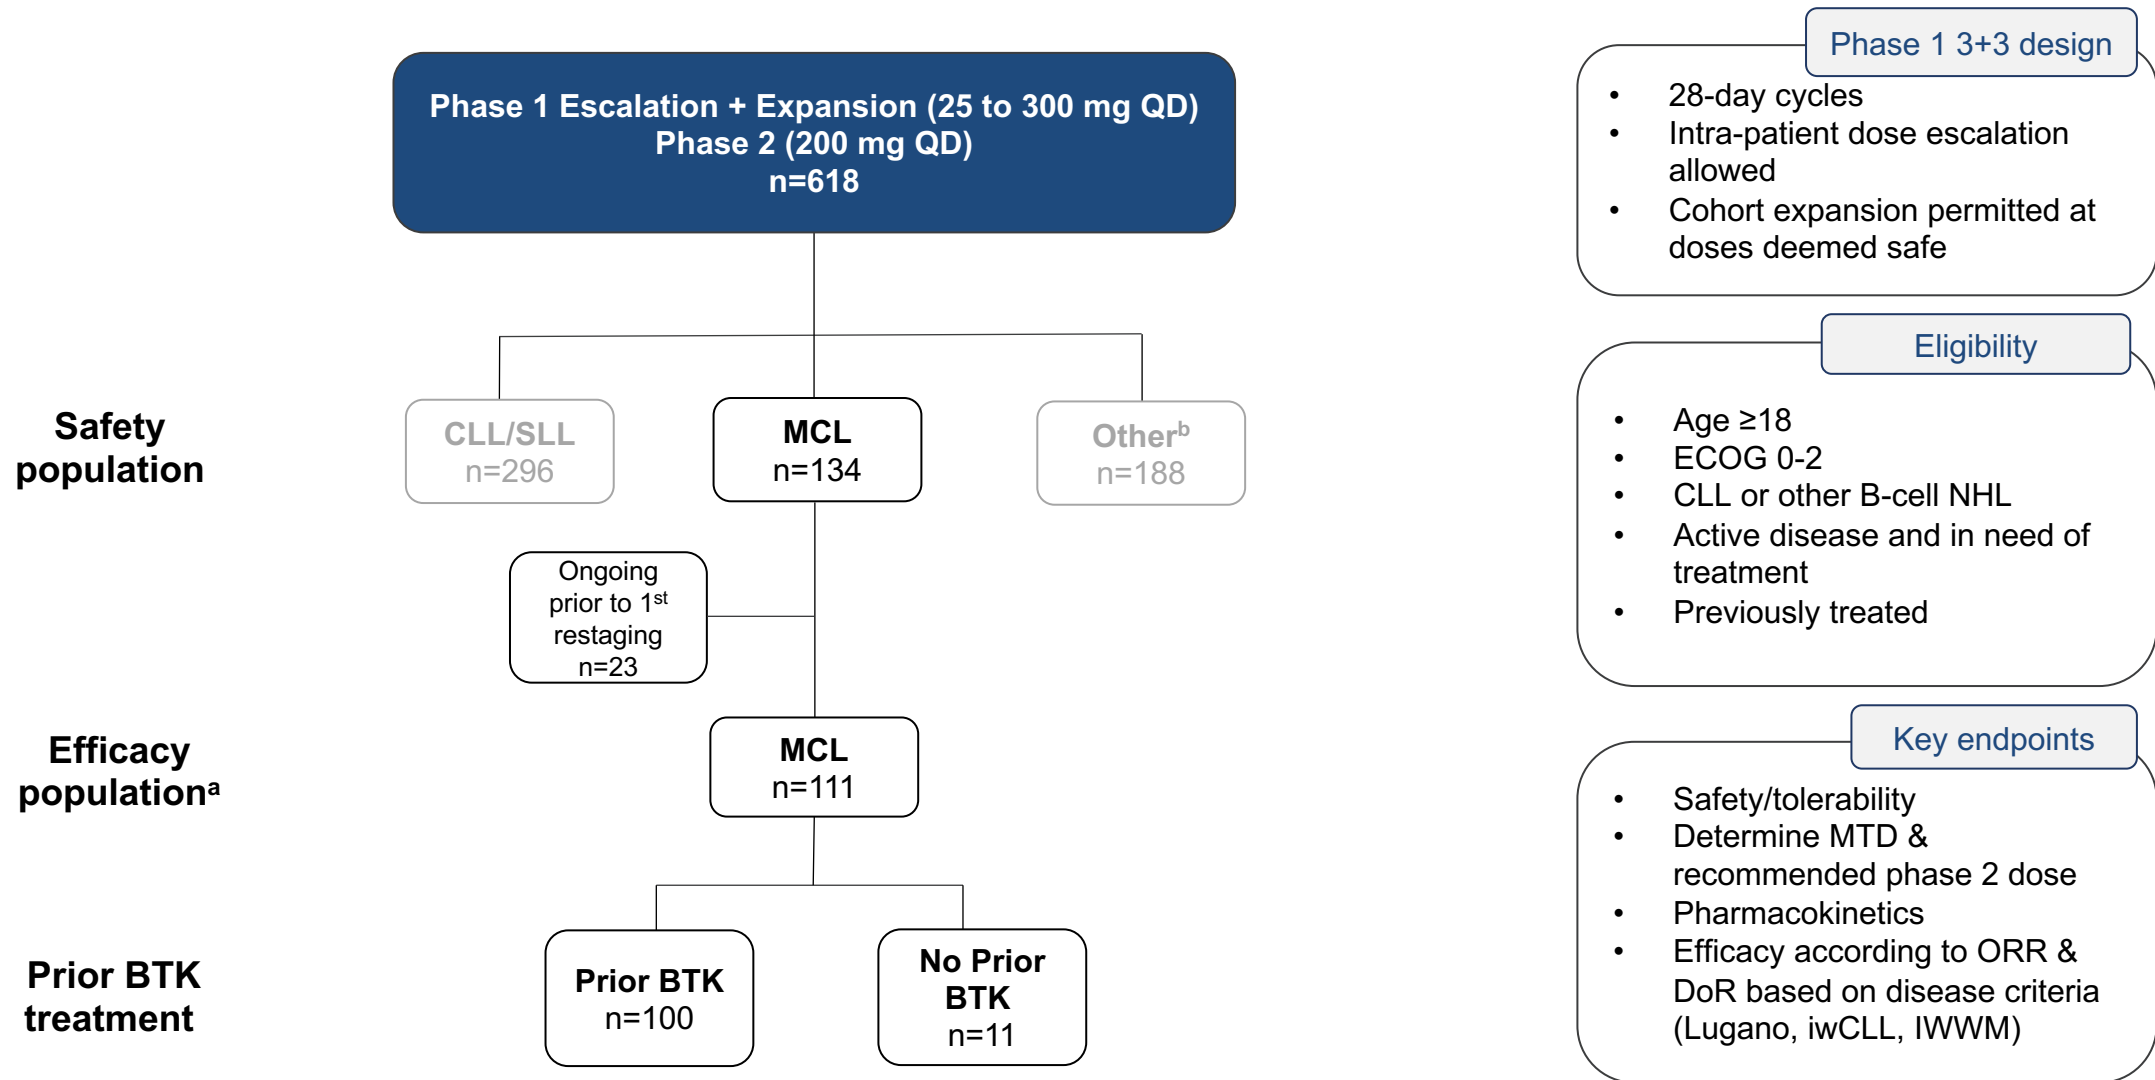 Phase 1 Escalation + Expansion (25 to 300 mg QD)
Phase 2 (200 mg QD)
n=618
Safety
population
CLL/SLL
n=296
MCL
n=134
Otherᵇ
n=188
Ongoing
prior to 1ˢᵗ
restaging
n=23
Efficacy
populationᵃ
MCL
n=111
Prior BTK
treatment
Prior BTK
n=100
No Prior
BTK
n=11
Phase 1 3+3 design
• 28-day cycles
• Intra-patient dose escalation
allowed
• Cohort expansion permitted at
doses deemed safe
Eligibility
• Age ≥18
• ECOG 0-2
• CLL or other B-cell NHL
• Active disease and in need of
treatment
• Previously treated
Key endpoints
• Safety/tolerability
• Determine MTD &
recommended phase 2 dose
• Pharmacokinetics
• Efficacy according to ORR &
DoR based on disease criteria
(Lugano, iwCLL, IWWM)